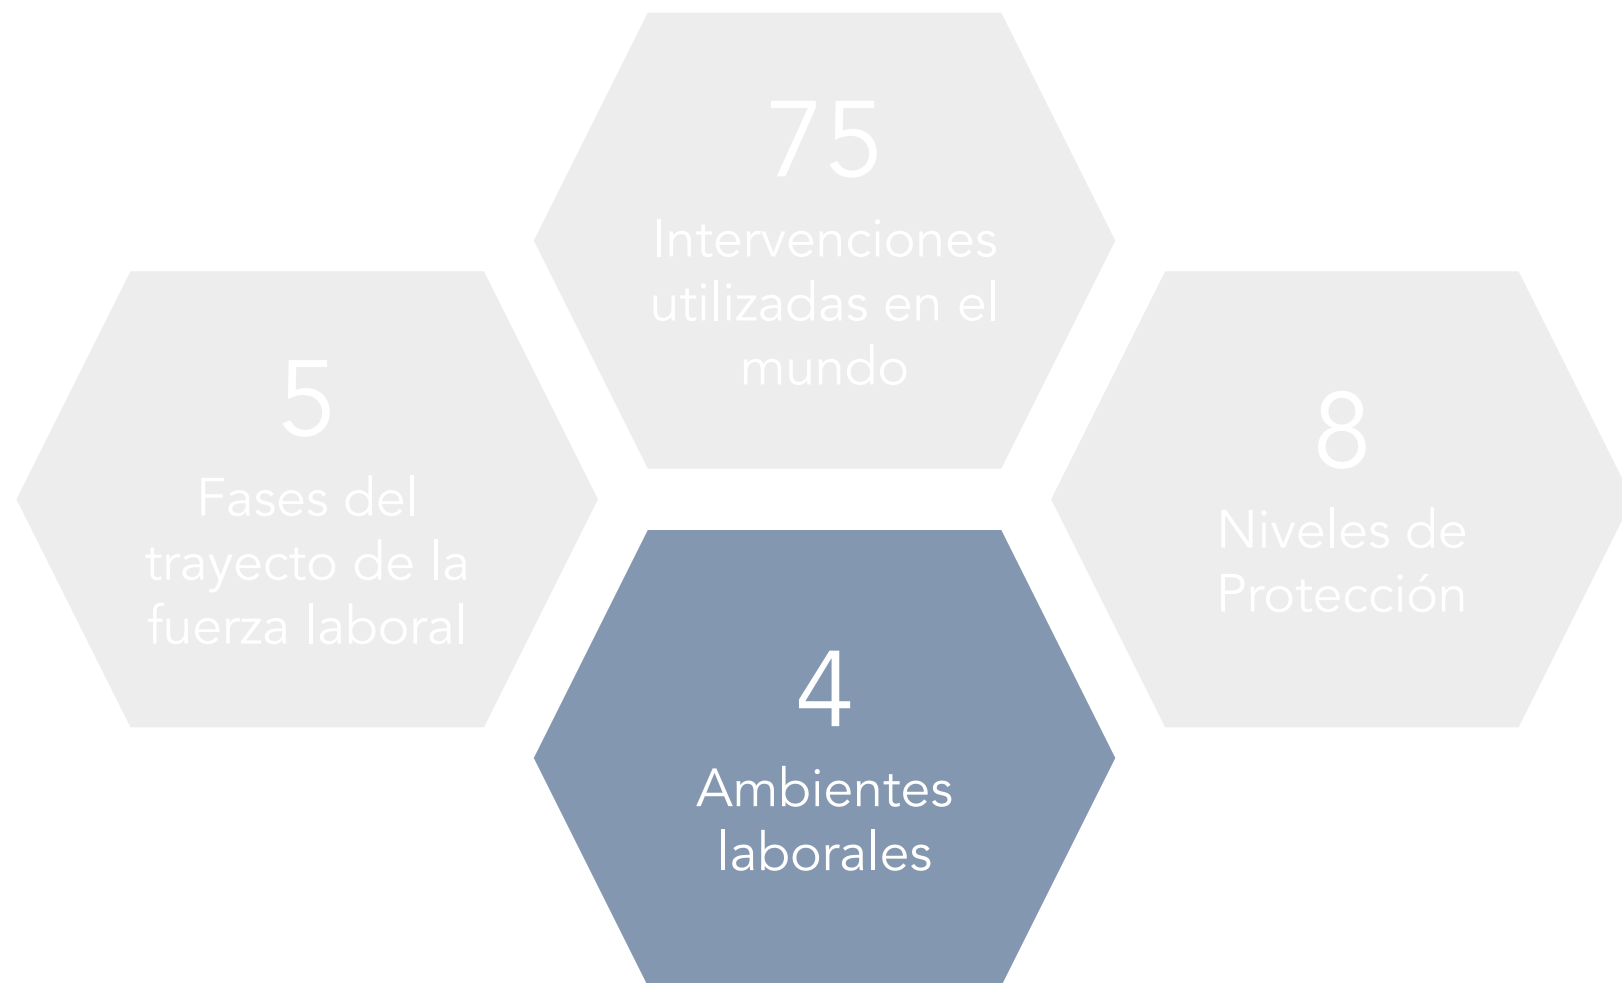 75
Intervenciones
utilizadas en el
mundo
5
Fases del
trayecto de la
fuerza laboral
8
Niveles de
Protección
4
Ambientes
laborales